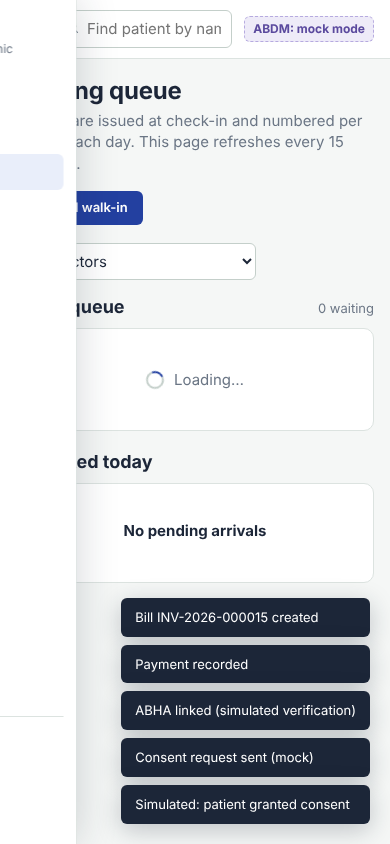 Find patient by nam
ABDM: mock mode
nic
ng queue
are issued at check-in and numbered per
ach day. This page refreshes every 15
.
walk-in
ctors
queue
0 waiting
Loading...
ed today
No pending arrivals
Bill INV-2026-000015 created
Payment recorded
ABHA linked (simulated verification)
Consent request sent (mock)
Simulated: patient granted consent